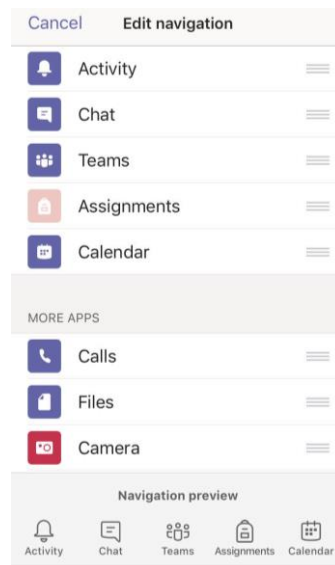 Cancel Edit navigation
Activity
Chat
Teams
Assignments
Calendar
MORE APPS
Calls
Files
Camera
Navigation preview
Activity Chat Teams Assignments Calendar